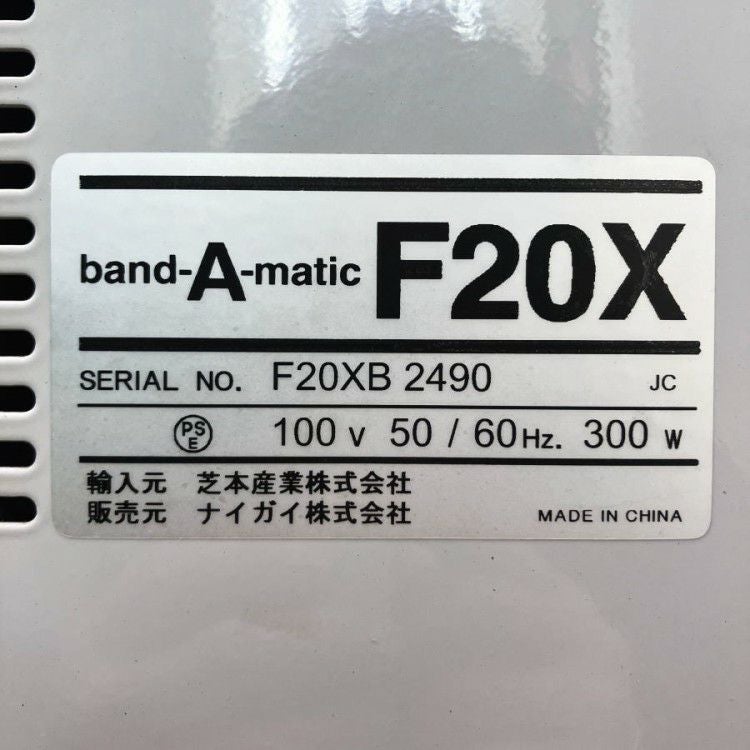 band-A-matic F20X
SERIAL NO. F20XB 2490 JC
PSE 100 V 50 / 60 Hz. 300 W
輸入元 芝本産業株式会社
販売元 ナイガイ株式会社 MADE IN CHINA